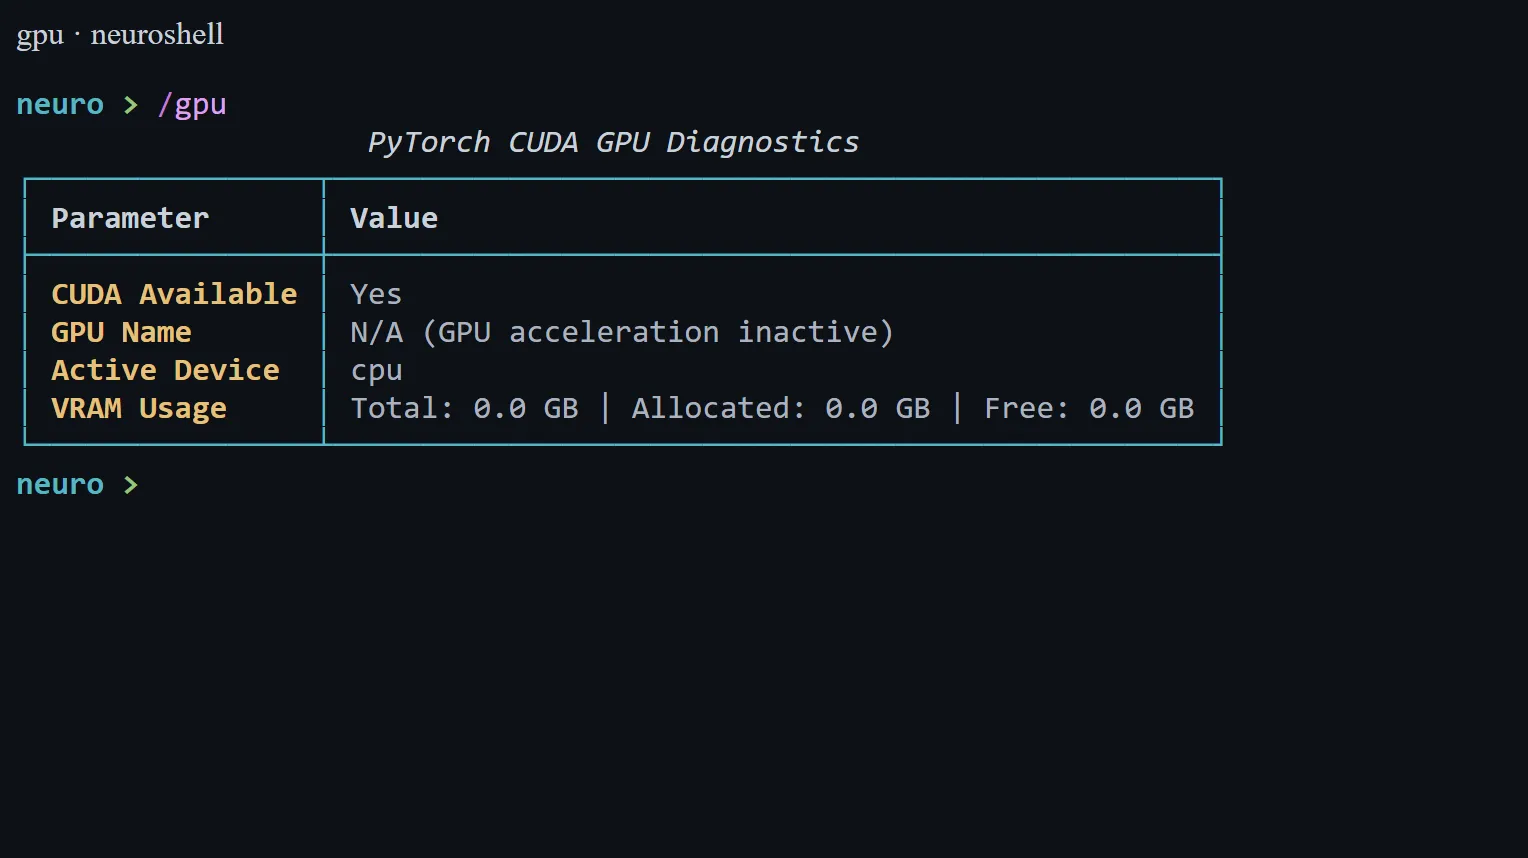 gpu · neuroshell
neuro > /gpu
PyTorch CUDA GPU Diagnostics
Parameter │ Value
CUDA Available │ Yes
GPU Name │ N/A (GPU acceleration inactive)
Active Device │ cpu
VRAM Usage │ Total: 0.0 GB | Allocated: 0.0 GB | Free: 0.0 GB
neuro >